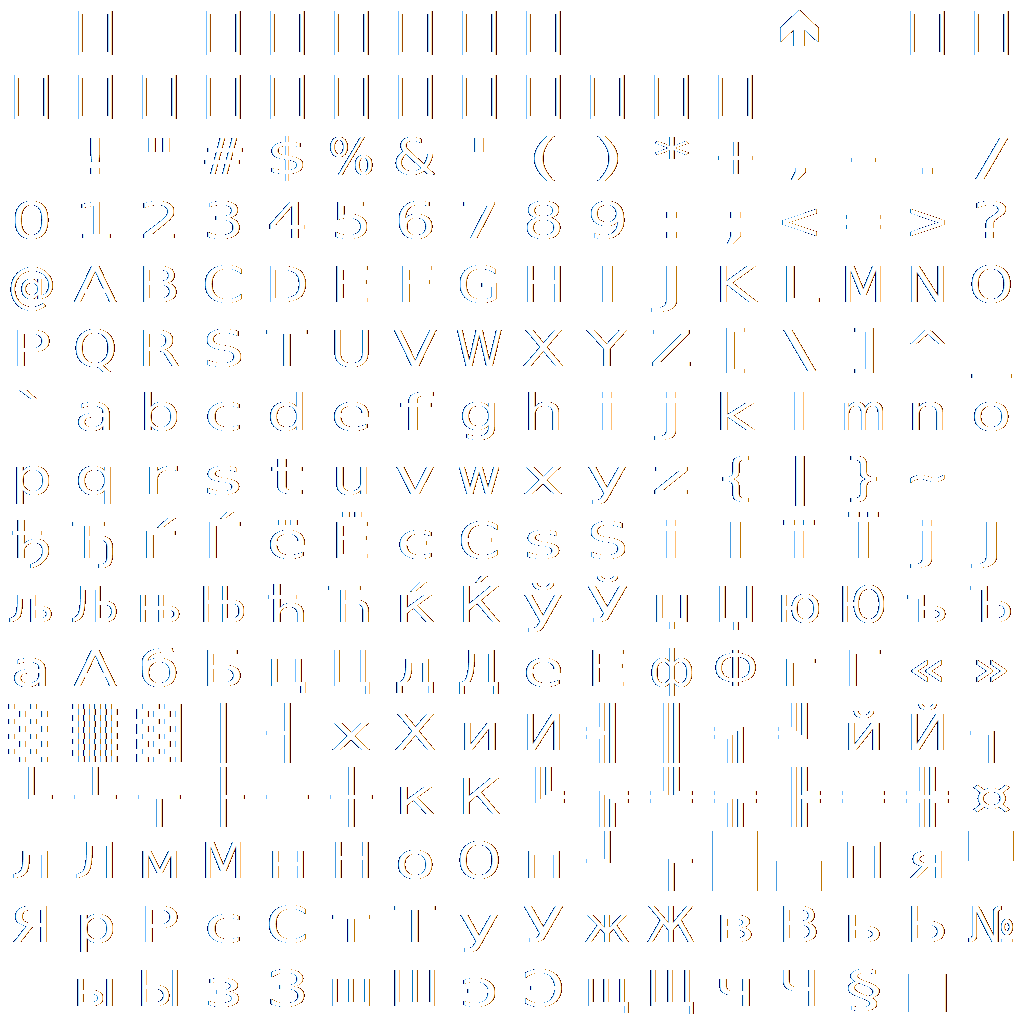 ! " # $ % & ' ( ) * + , - . /
0 1 2 3 4 5 6 7 8 9 : ; < = > ?
@ A B C D E F G H I J K L M N O
P Q R S T U V W X Y Z [ \ ] ^ _
` a b c d e f g h i j k l m n o
p q r s t u v w x y z { | } ~
ђ Ђ ѓ Ѓ ё Ё є Є ѕ Ѕ і І ї Ї ј Ј
љ Љ њ Њ ћ Ћ ќ Ќ ў Ў џ Џ ю Ю ъ Ъ
а А б Б ц Ц д Д е Е ф Ф г Г « »
░ ▒ ▓ │ ┤ х Х и И ╣ ║ ╗ ╝ й Й ┐
└ ┴ ┬ ├ ─ ┼ к К ╚ ╔ ╩ ╦ ╠ ═ ╬ ¤
л Л м М н Н о О п ┘ ┌ █ ▄ П я ▀
Я р Р с С т Т у У ж Ж в В ь Ь №
ы Ы з З ш Ш э Э щ Щ ч Ч § ■